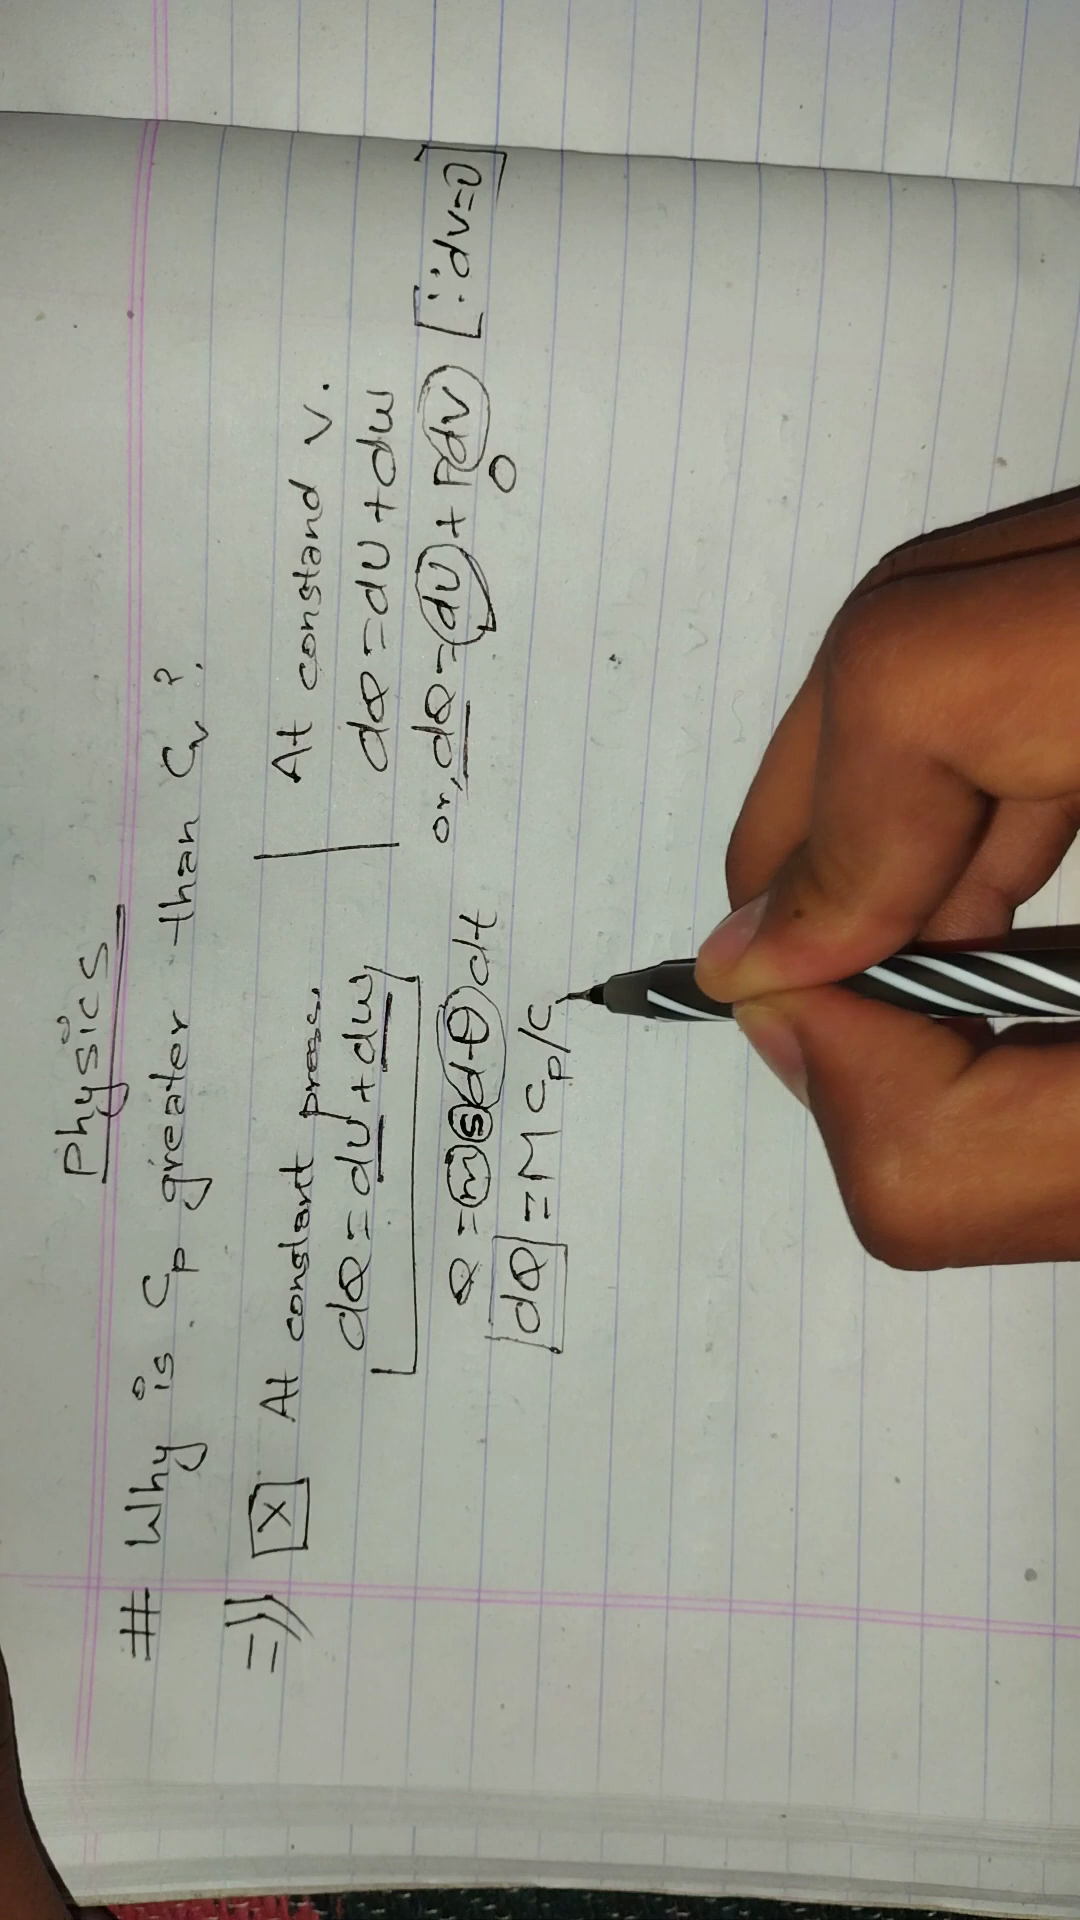 Physics
# Why is Cp greater than Cv?
=> X At constant press.
dQ = dU + dW
Q = msdθ dt
dQ = M Cp/C
At constand V.
dQ = dU + dW
or, dQ = dU + PdV [∵ dV=0]
0